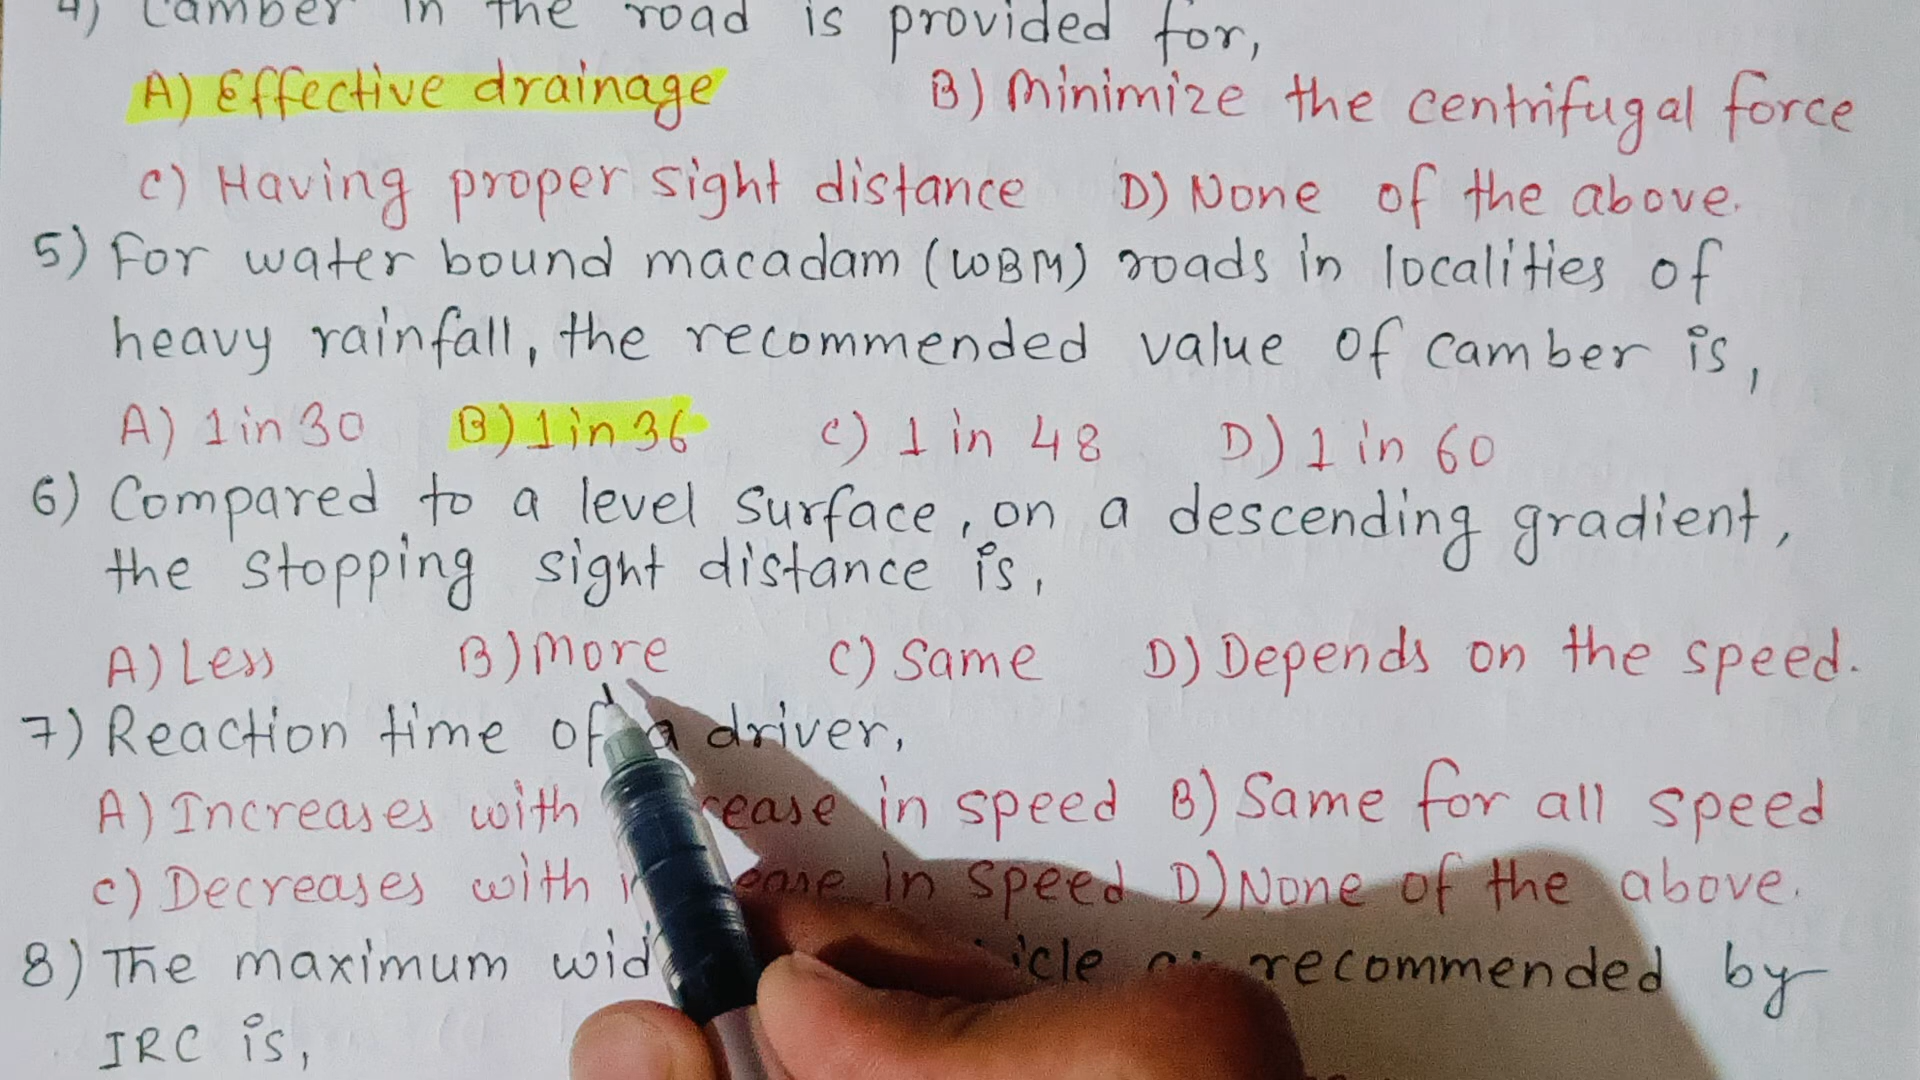 4) Camber in the road is provided for,
A) Effective drainage B) Minimize the centrifugal force
C) Having proper sight distance D) None of the above.
5) For water bound macadam (WBM) roads in localities of
heavy rainfall, the recommended value of camber is,
A) 1 in 30 B) 1 in 36 C) 1 in 48 D) 1 in 60
6) Compared to a level surface, on a descending gradient,
the stopping sight distance is,
A) Less B) More C) Same D) Depends on the speed.
7) Reaction time of a driver,
A) Increases with in speed B) Same for all speed
C) Decreases with in speed D) None of the above.
8) The maximum recommended by
IRC is,